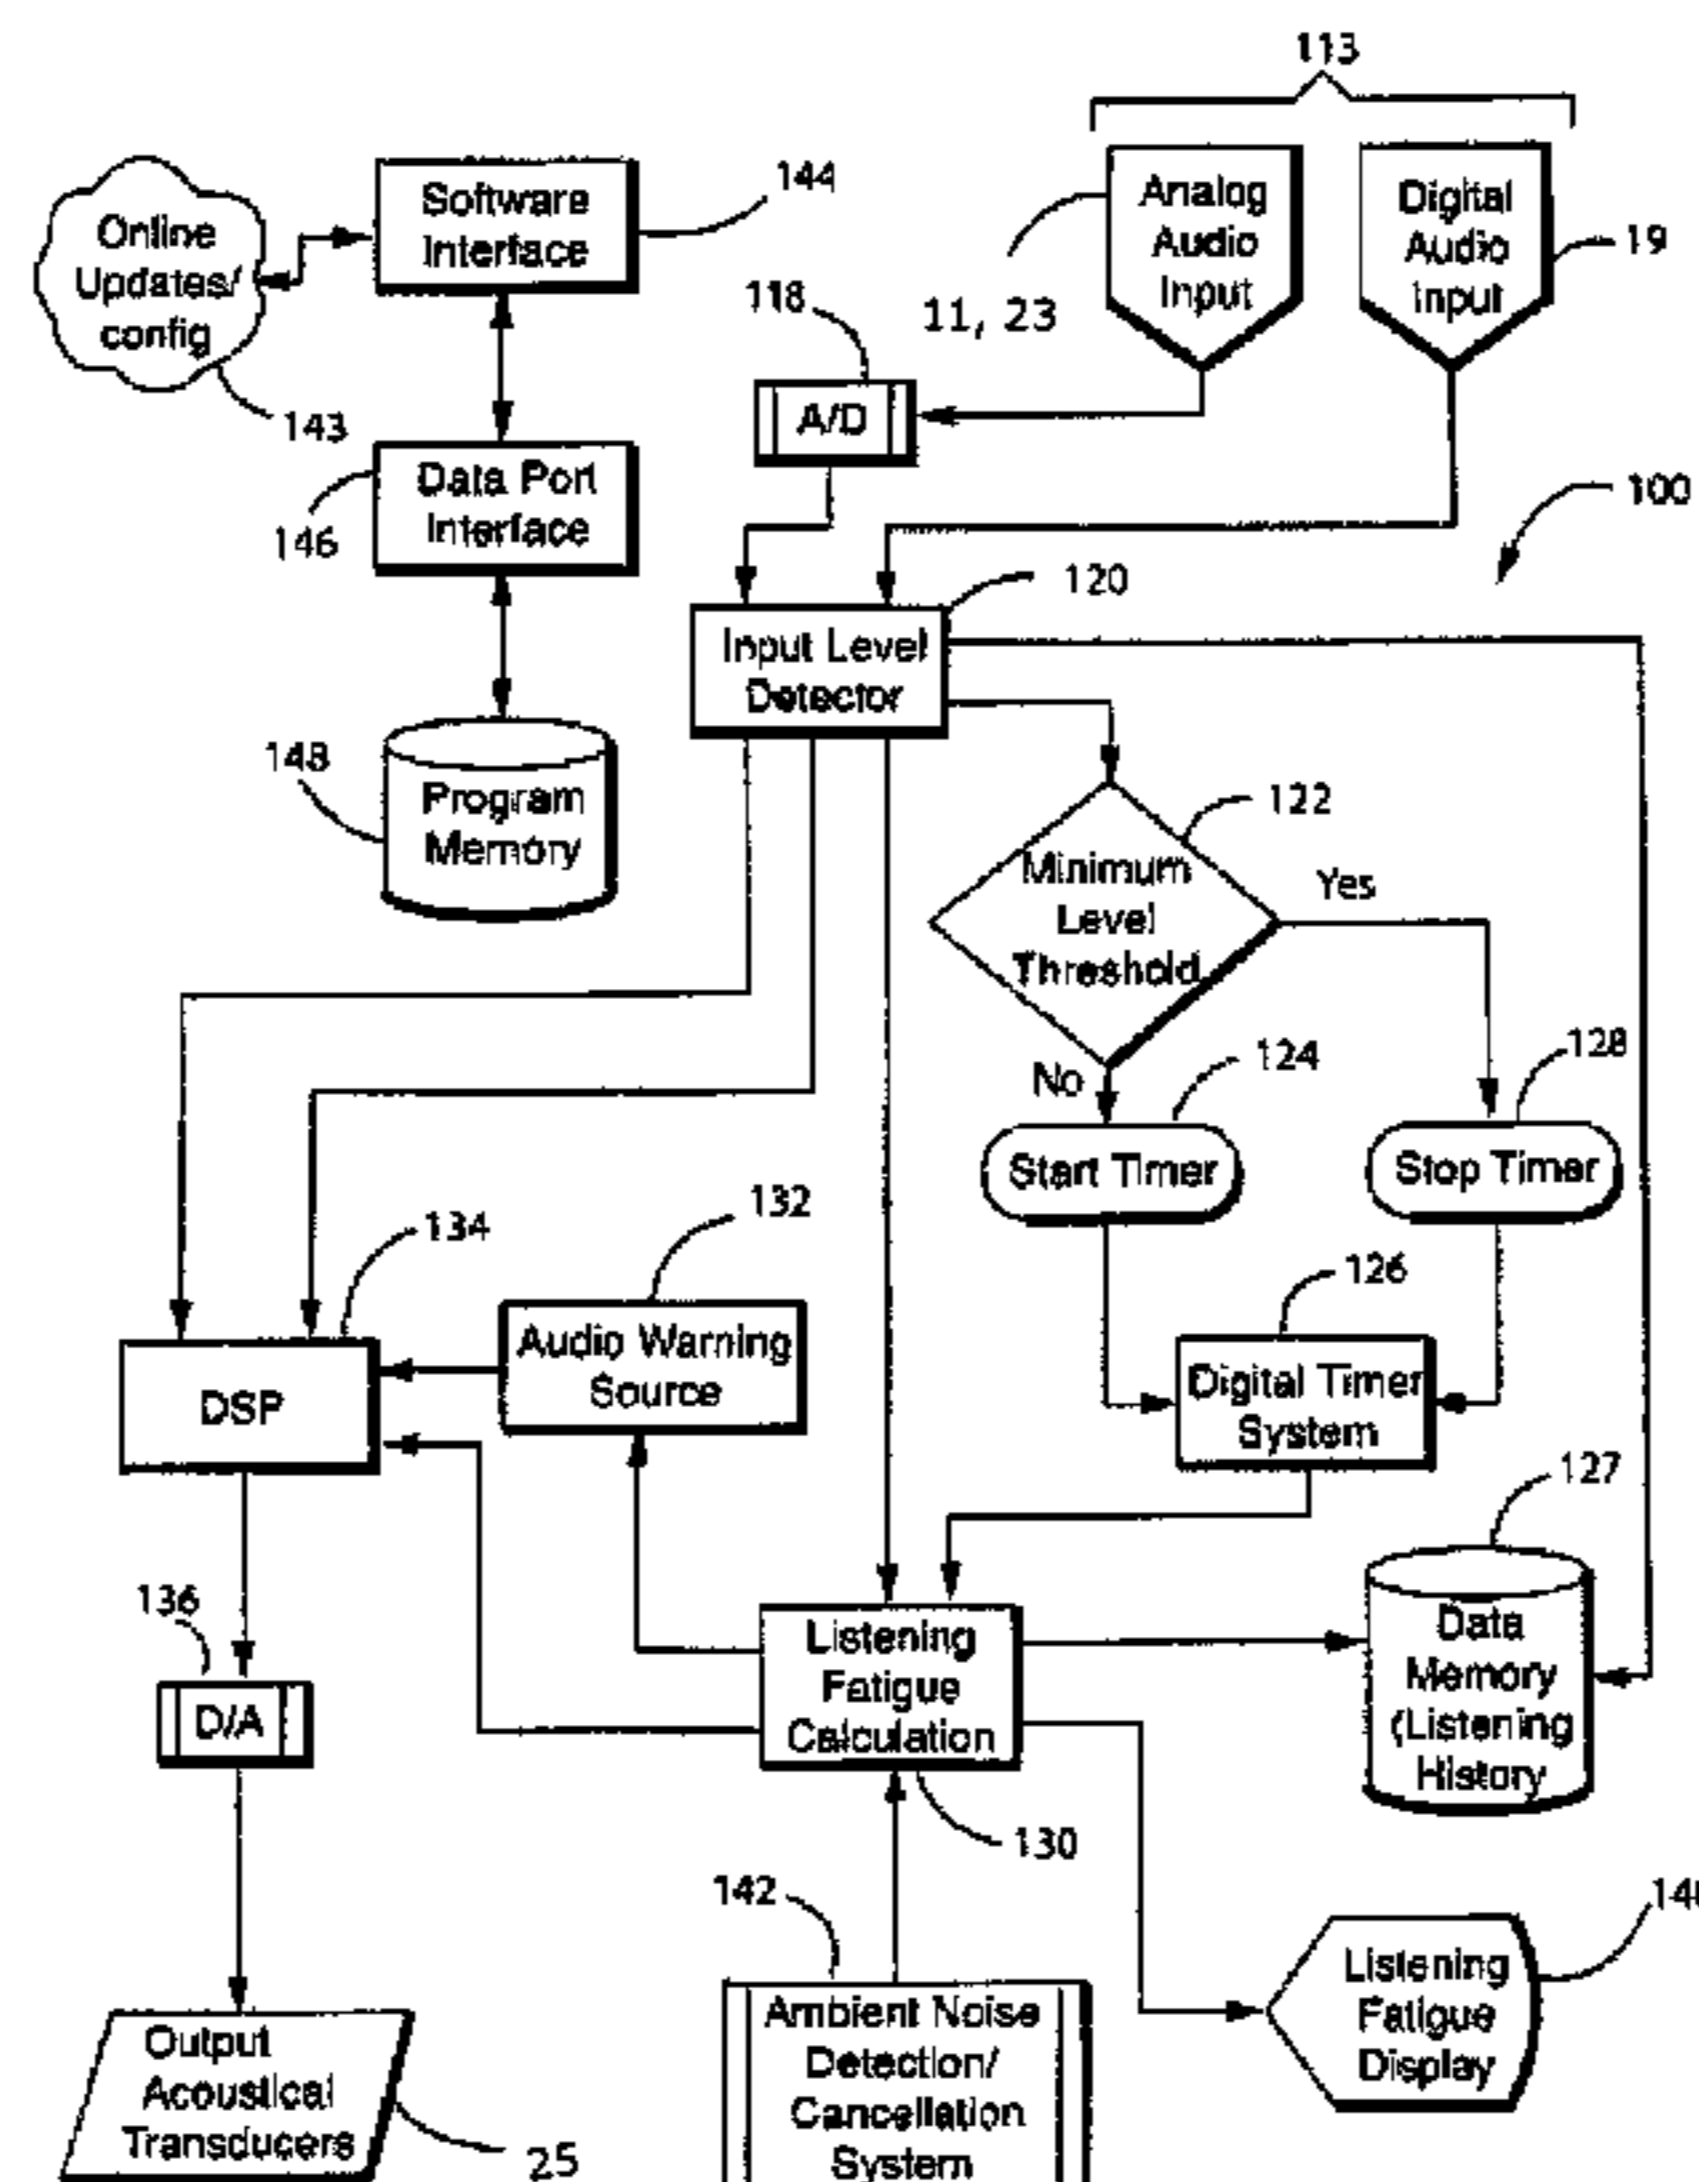 113
Online
Updates/
config
143
Software
Interface
144
Analog
Audio
Input
11, 23
Digital
Audio
Input
19
118
A/D
100
Data Port
Interface
146
Input Level
Detector
120
148
Program
Memory
Minimum
Level
Threshold
122
Yes
No
124
128
Start Timer
Stop Timer
132
134
126
DSP
Audio Warning
Source
Digital Timer
System
127
136
D/A
Listening
Fatigue
Calculation
130
Data
Memory
(Listening
History
142
Output
Acoustical
Transducers
25
Ambient Noise
Detection/
Cancellation
System
Listening
Fatigue
Display